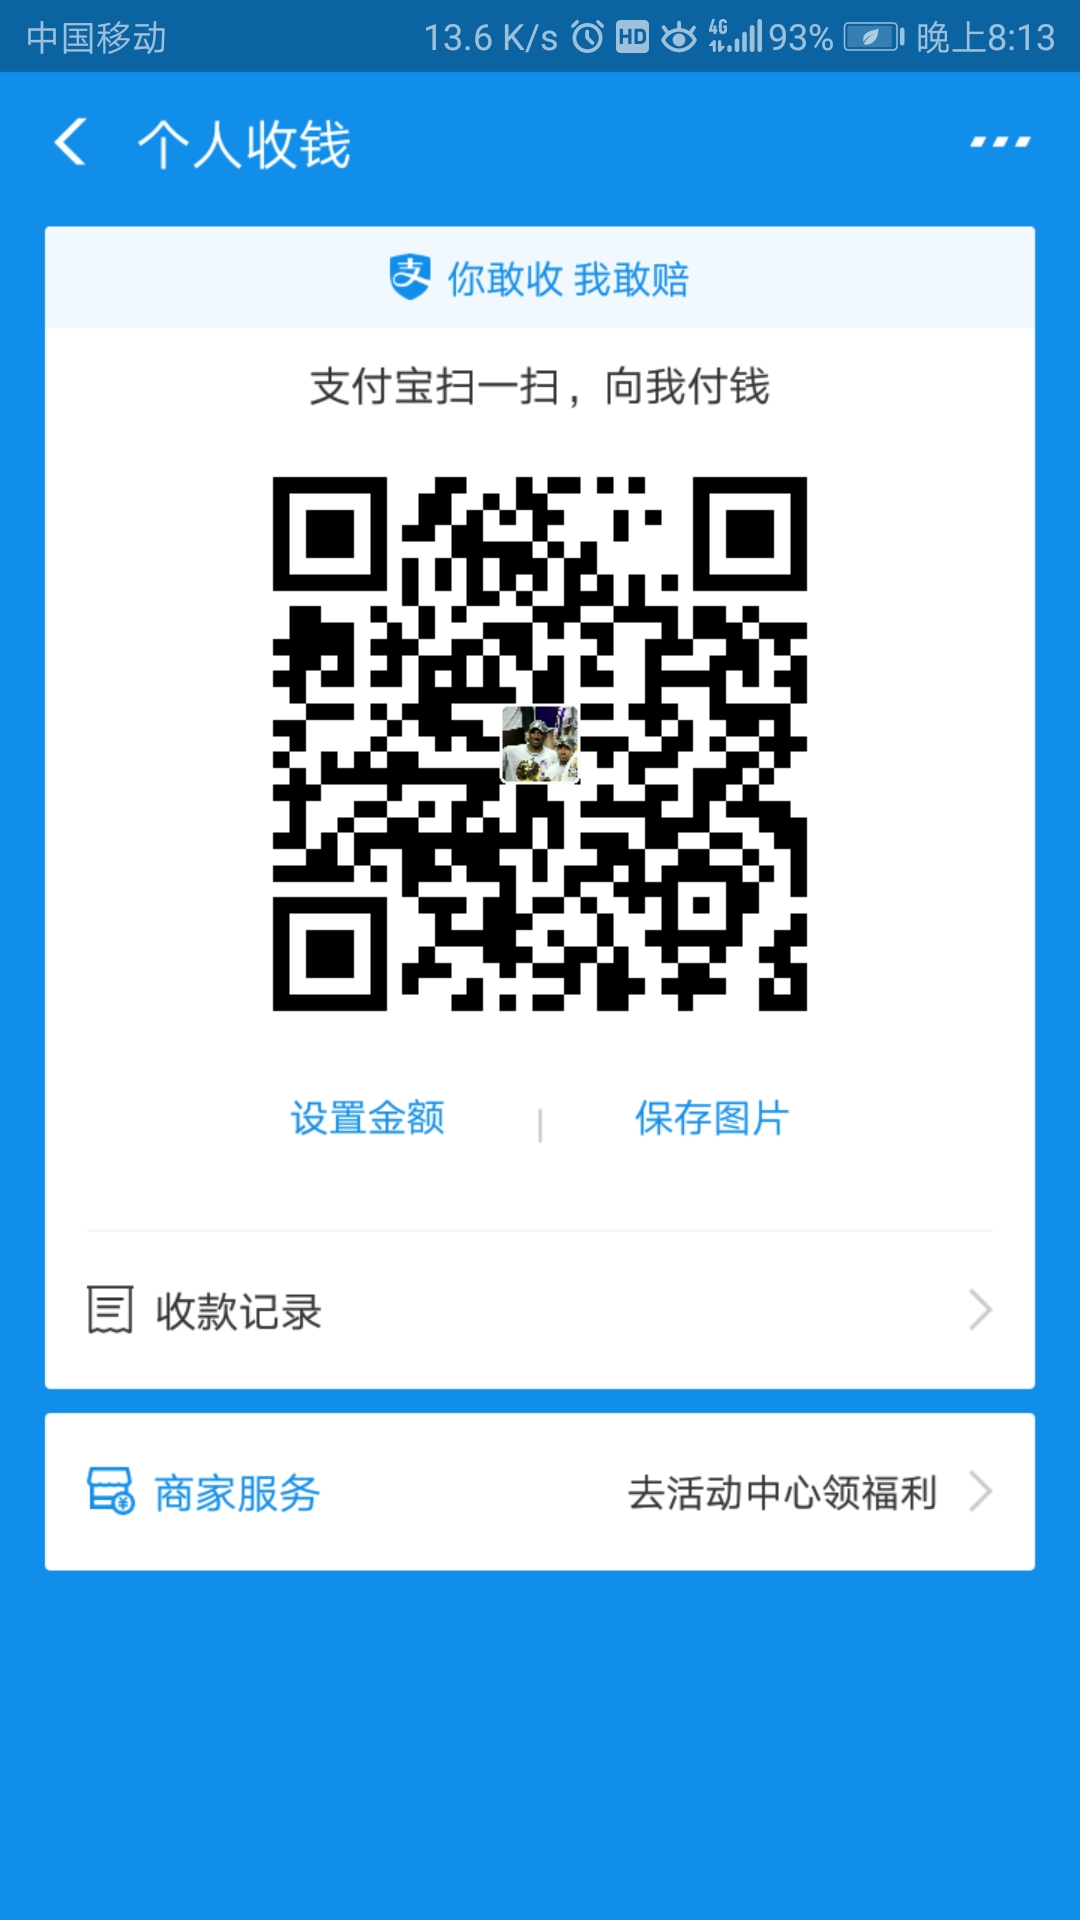 中国移动 13.6 K/s HD 4G 93% 晚上8:13
个人收钱
支 你敢收 我敢赔
支付宝扫一扫，向我付钱
设置金额 | 保存图片
收款记录
商家服务 去活动中心领福利